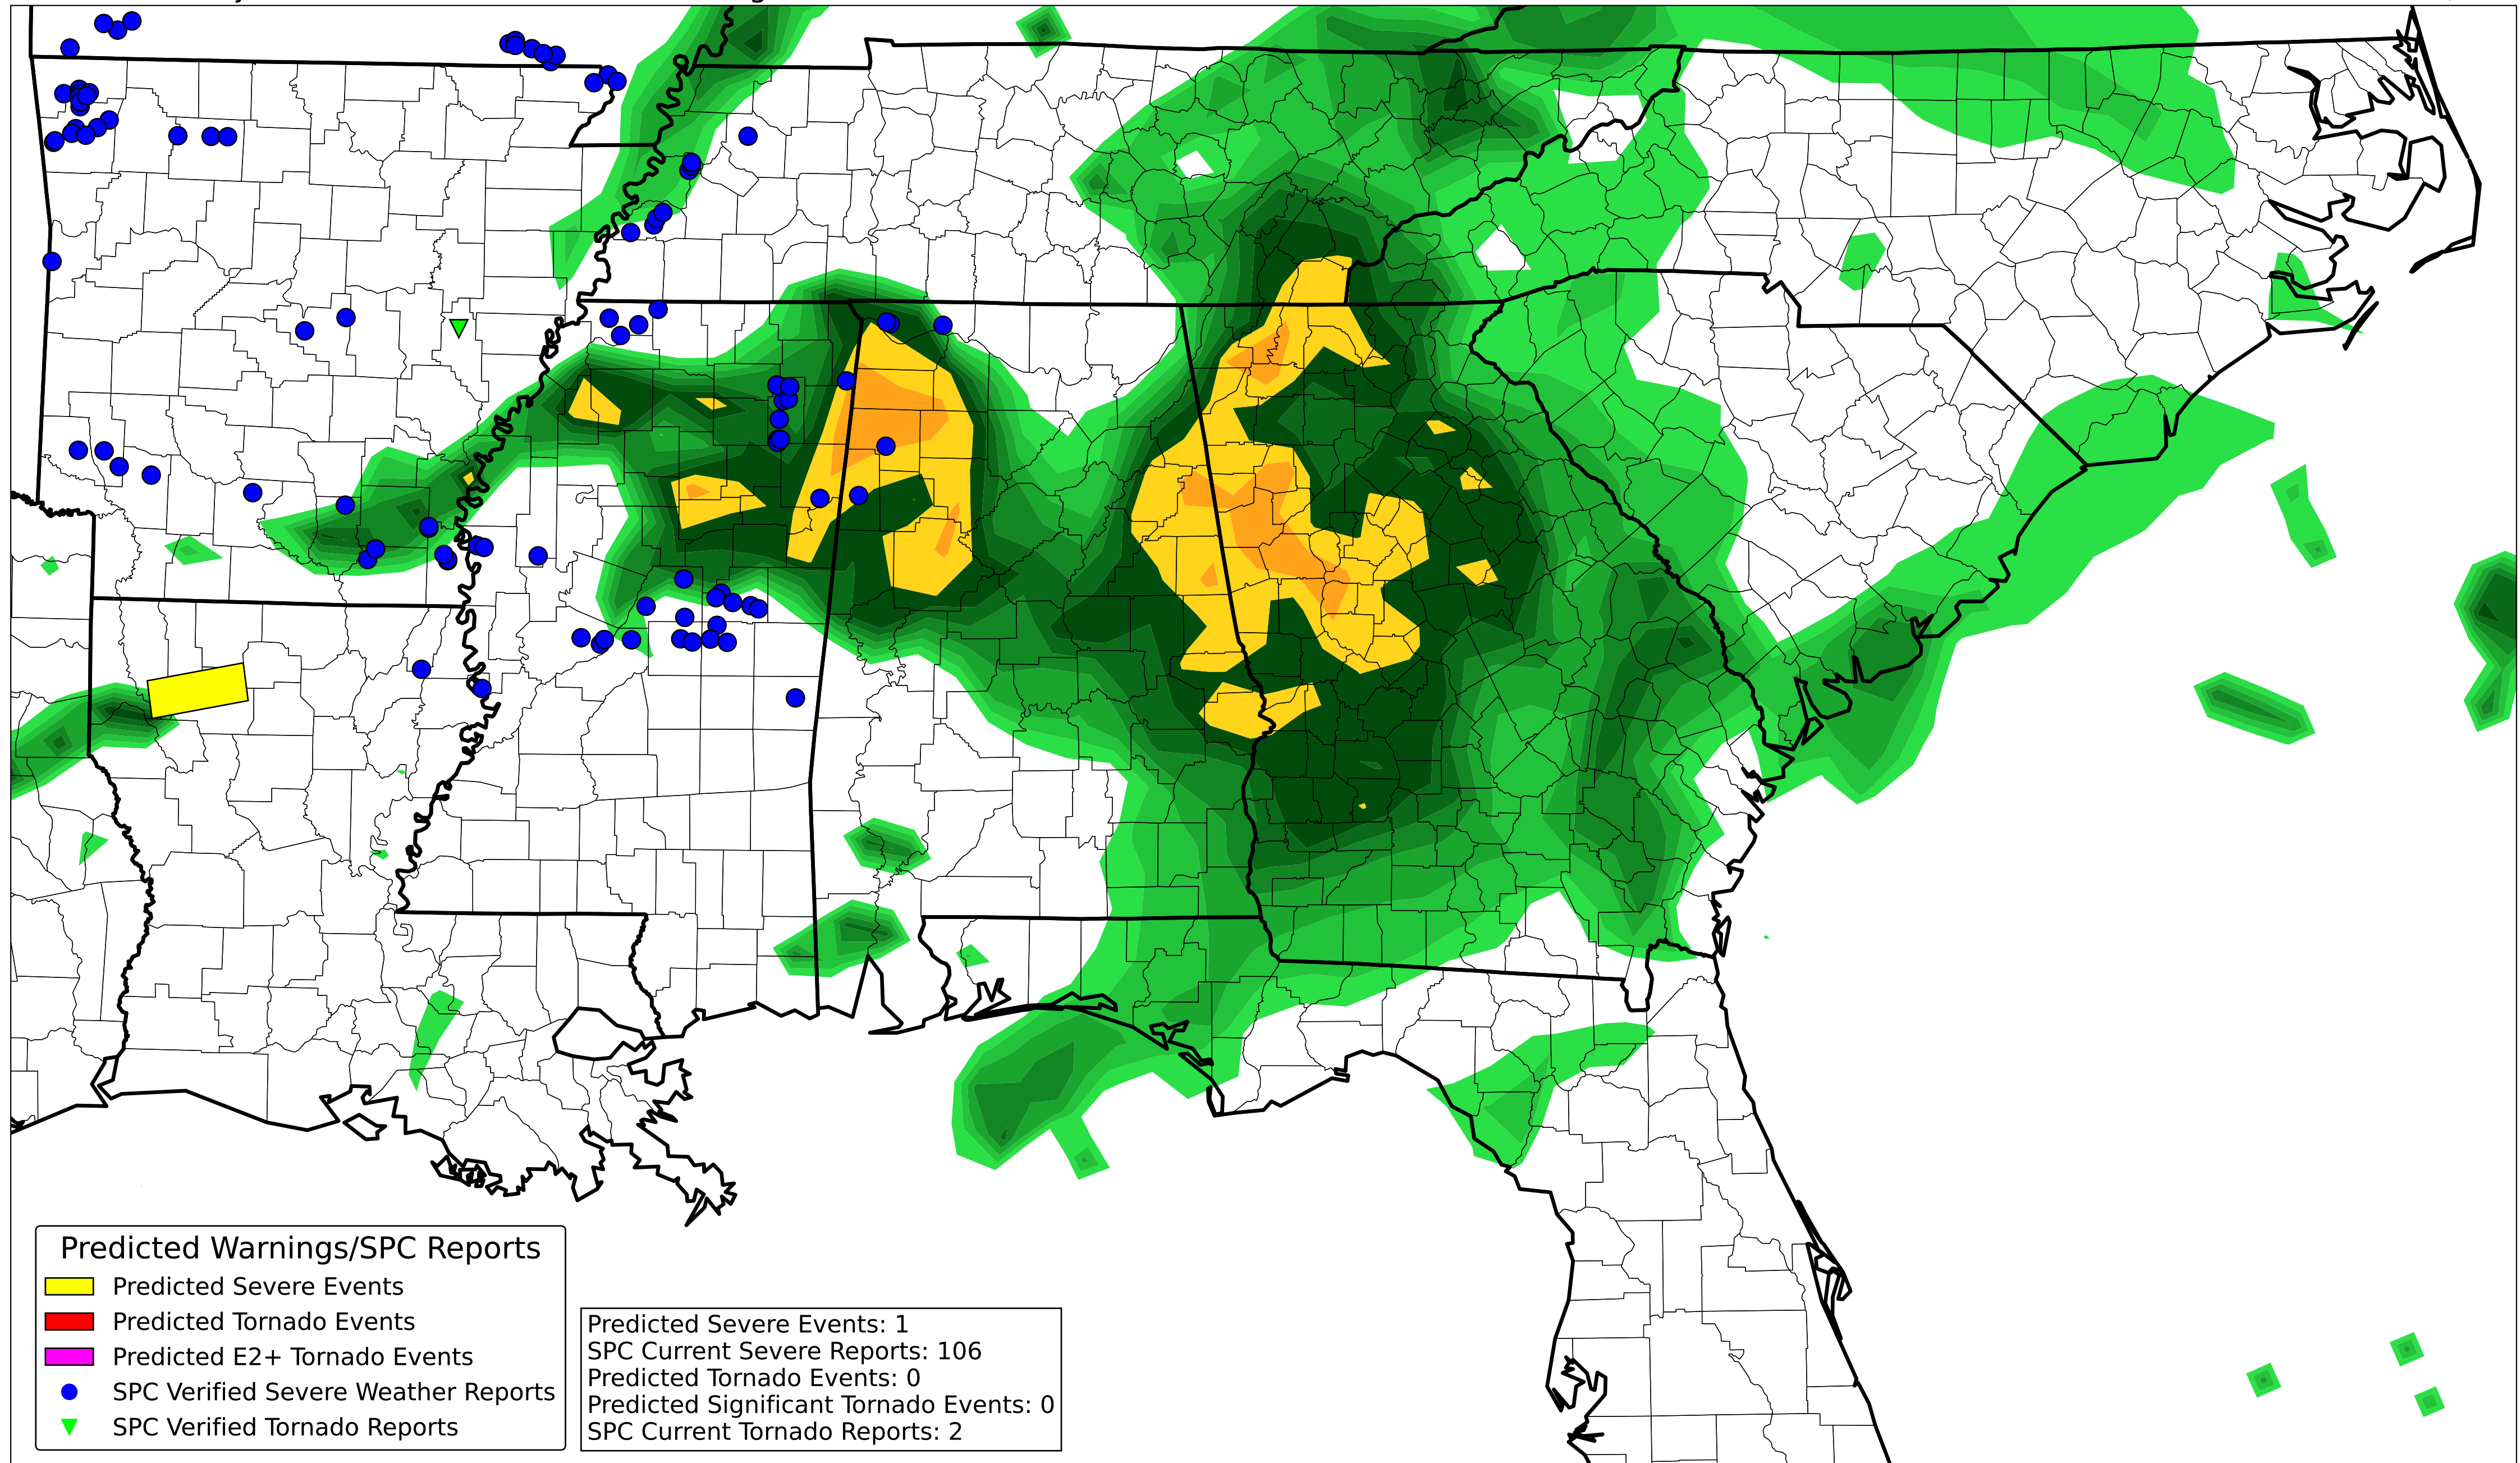 Predicted Warnings/SPC Reports
Predicted Severe Events
Predicted Tornado Events
Predicted E2+ Tornado Events
SPC Verified Severe Weather Reports
SPC Verified Tornado Reports
Predicted Severe Events: 1
SPC Current Severe Reports: 106
Predicted Tornado Events: 0
Predicted Significant Tornado Events: 0
SPC Current Tornado Reports: 2